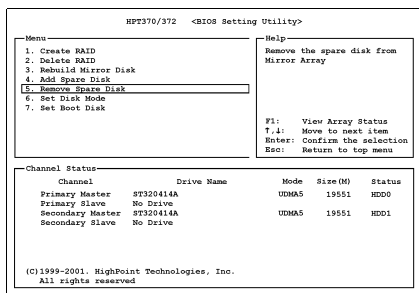 HPT370/372 <BIOS Setting Utility>
Menu
1. Create RAID
2. Delete RAID
3. Rebuild Mirror Disk
4. Add Spare Disk
5. Remove Spare Disk
6. Set Disk Mode
7. Set Boot Disk
Help
Remove the spare disk from
Mirror Array
F1: View Array Status
↑,↓: Move to next item
Enter: Confirm the selection
Esc: Return to top menu
Channel Status
Channel Drive Name Mode Size(M) Status
Primary Master ST320414A UDMA5 19551 HDD0
Primary Slave No Drive
Secondary Master ST320414A UDMA5 19551 HDD1
Secondary Slave No Drive
(C)1999-2001. HighPoint Technologies, Inc.
All rights reserved